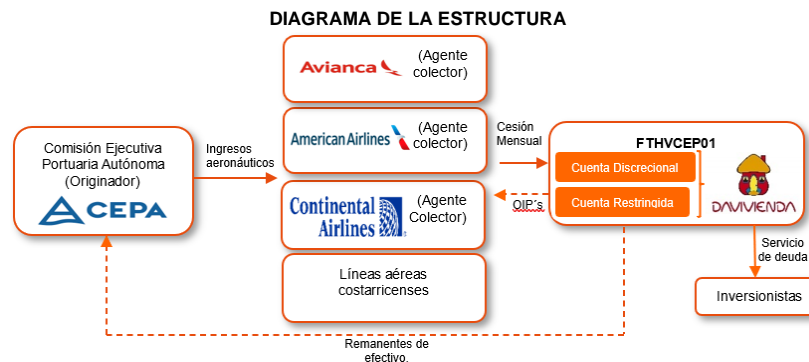 DIAGRAMA DE LA ESTRUCTURA
Comisión Ejecutiva
Portuaria Autónoma
(Originador)
CEPA
Ingresos
aeronáuticos
Avianca
(Agente
colector)
American Airlines
(Agente
colector)
Continental
Airlines
(Agente
Colector)
Líneas aéreas
costarricenses
Cesión
Mensual
OIP´s
FTHVCEP01
Cuenta Discrecional
Cuenta Restringida
DAVIVIENDA
Servicio
de deuda
Inversionistas
Remanentes de
efectivo.